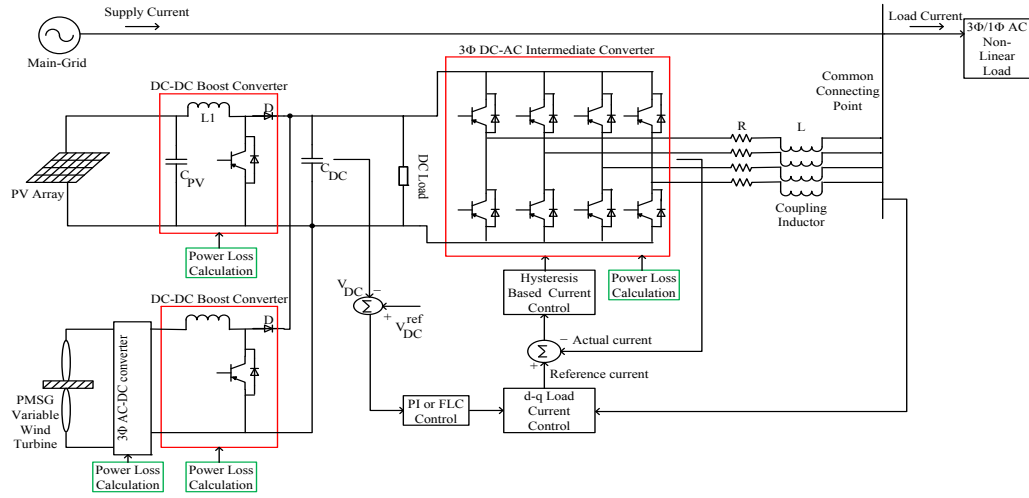 Supply Current
Main-Grid
Load Current
3Φ/1Φ AC
Non-
Linear
Load
3Φ DC-AC Intermediate Converter
Common
Connecting
Point
DC-DC Boost Converter
D
L1
C PV
C DC
DC Load
PV Array
R
L
Coupling
Inductor
Power Loss
Calculation
Hysteresis
Based Current
Control
Power Loss
Calculation
DC-DC Boost Converter
D
V DC
−
Σ
+
V DC ref
−
Actual current
Σ
+
Reference current
3Φ AC-DC converter
PMSG
Variable
Wind
Turbine
PI or FLC
Control
d-q Load
Current
Control
Power Loss
Calculation
Power Loss
Calculation